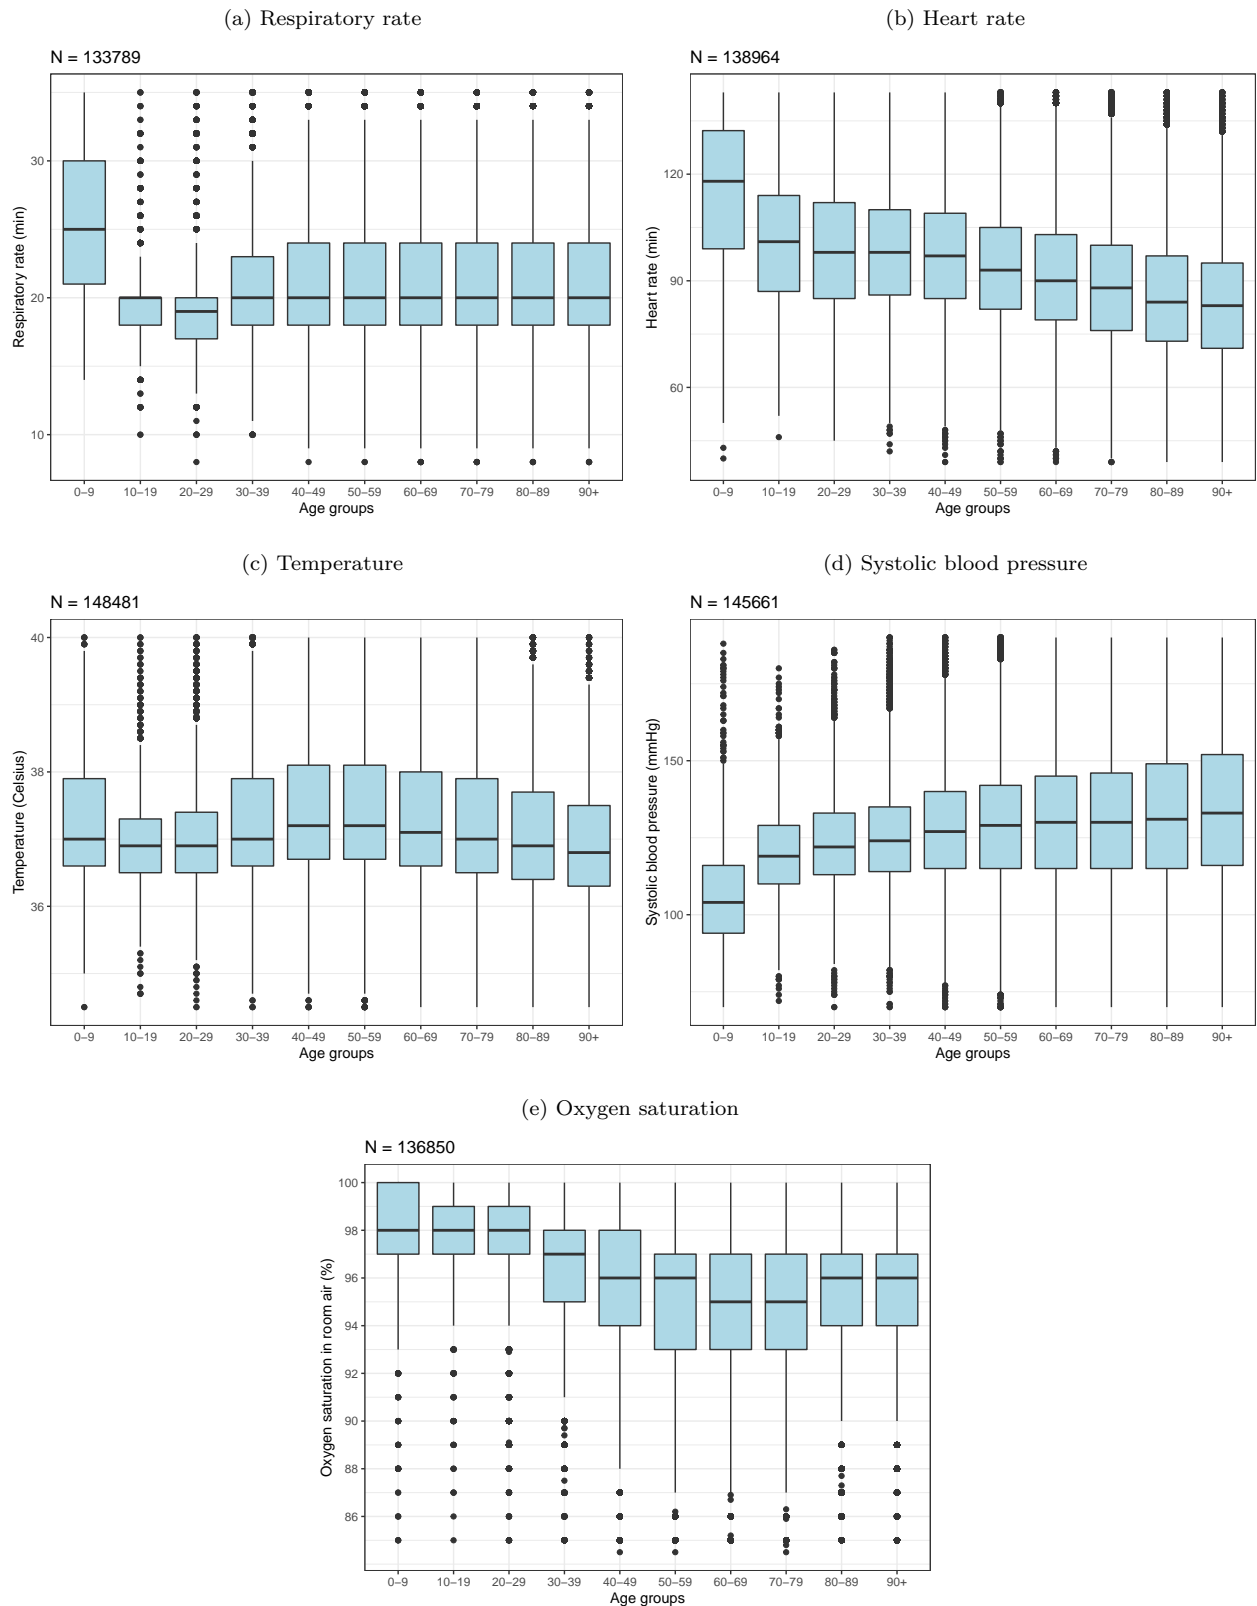 (a) Respiratory rate
N = 133789
Respiratory rate (min)
30
20
10
0–9 10–19 20–29 30–39 40–49 50–59 60–69 70–79 80–89 90+
Age groups
(b) Heart rate
N = 138964
Heart rate (min)
120
90
60
0–9 10–19 20–29 30–39 40–49 50–59 60–69 70–79 80–89 90+
Age groups
(c) Temperature
N = 148481
Temperature (Celsius)
40
38
36
0–9 10–19 20–29 30–39 40–49 50–59 60–69 70–79 80–89 90+
Age groups
(d) Systolic blood pressure
N = 145661
Systolic blood pressure (mmHg)
150
100
0–9 10–19 20–29 30–39 40–49 50–59 60–69 70–79 80–89 90+
Age groups
(e) Oxygen saturation
N = 136850
Oxygen saturation in room air (%)
100
98
96
94
92
90
88
86
0–9 10–19 20–29 30–39 40–49 50–59 60–69 70–79 80–89 90+
Age groups